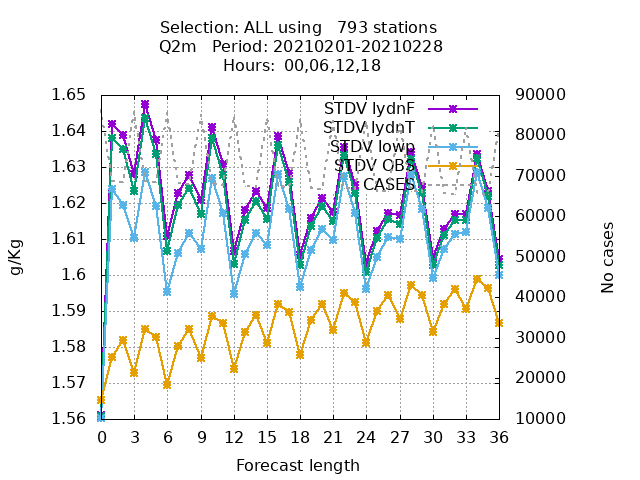 Selection: ALL using   793 stations
Q2m   Period: 20210201-20210228
Hours:  00,06,12,18
STDV lydnF
STDV lydnT
STDV lowp
STDV OBS
CASES
1.65
1.64
1.63
1.62
1.61
1.6
1.59
1.58
1.57
1.56
g/Kg
90000
80000
70000
60000
50000
40000
30000
20000
10000
No cases
0 3 6 9 12 15 18 21 24 27 30 33 36
Forecast length